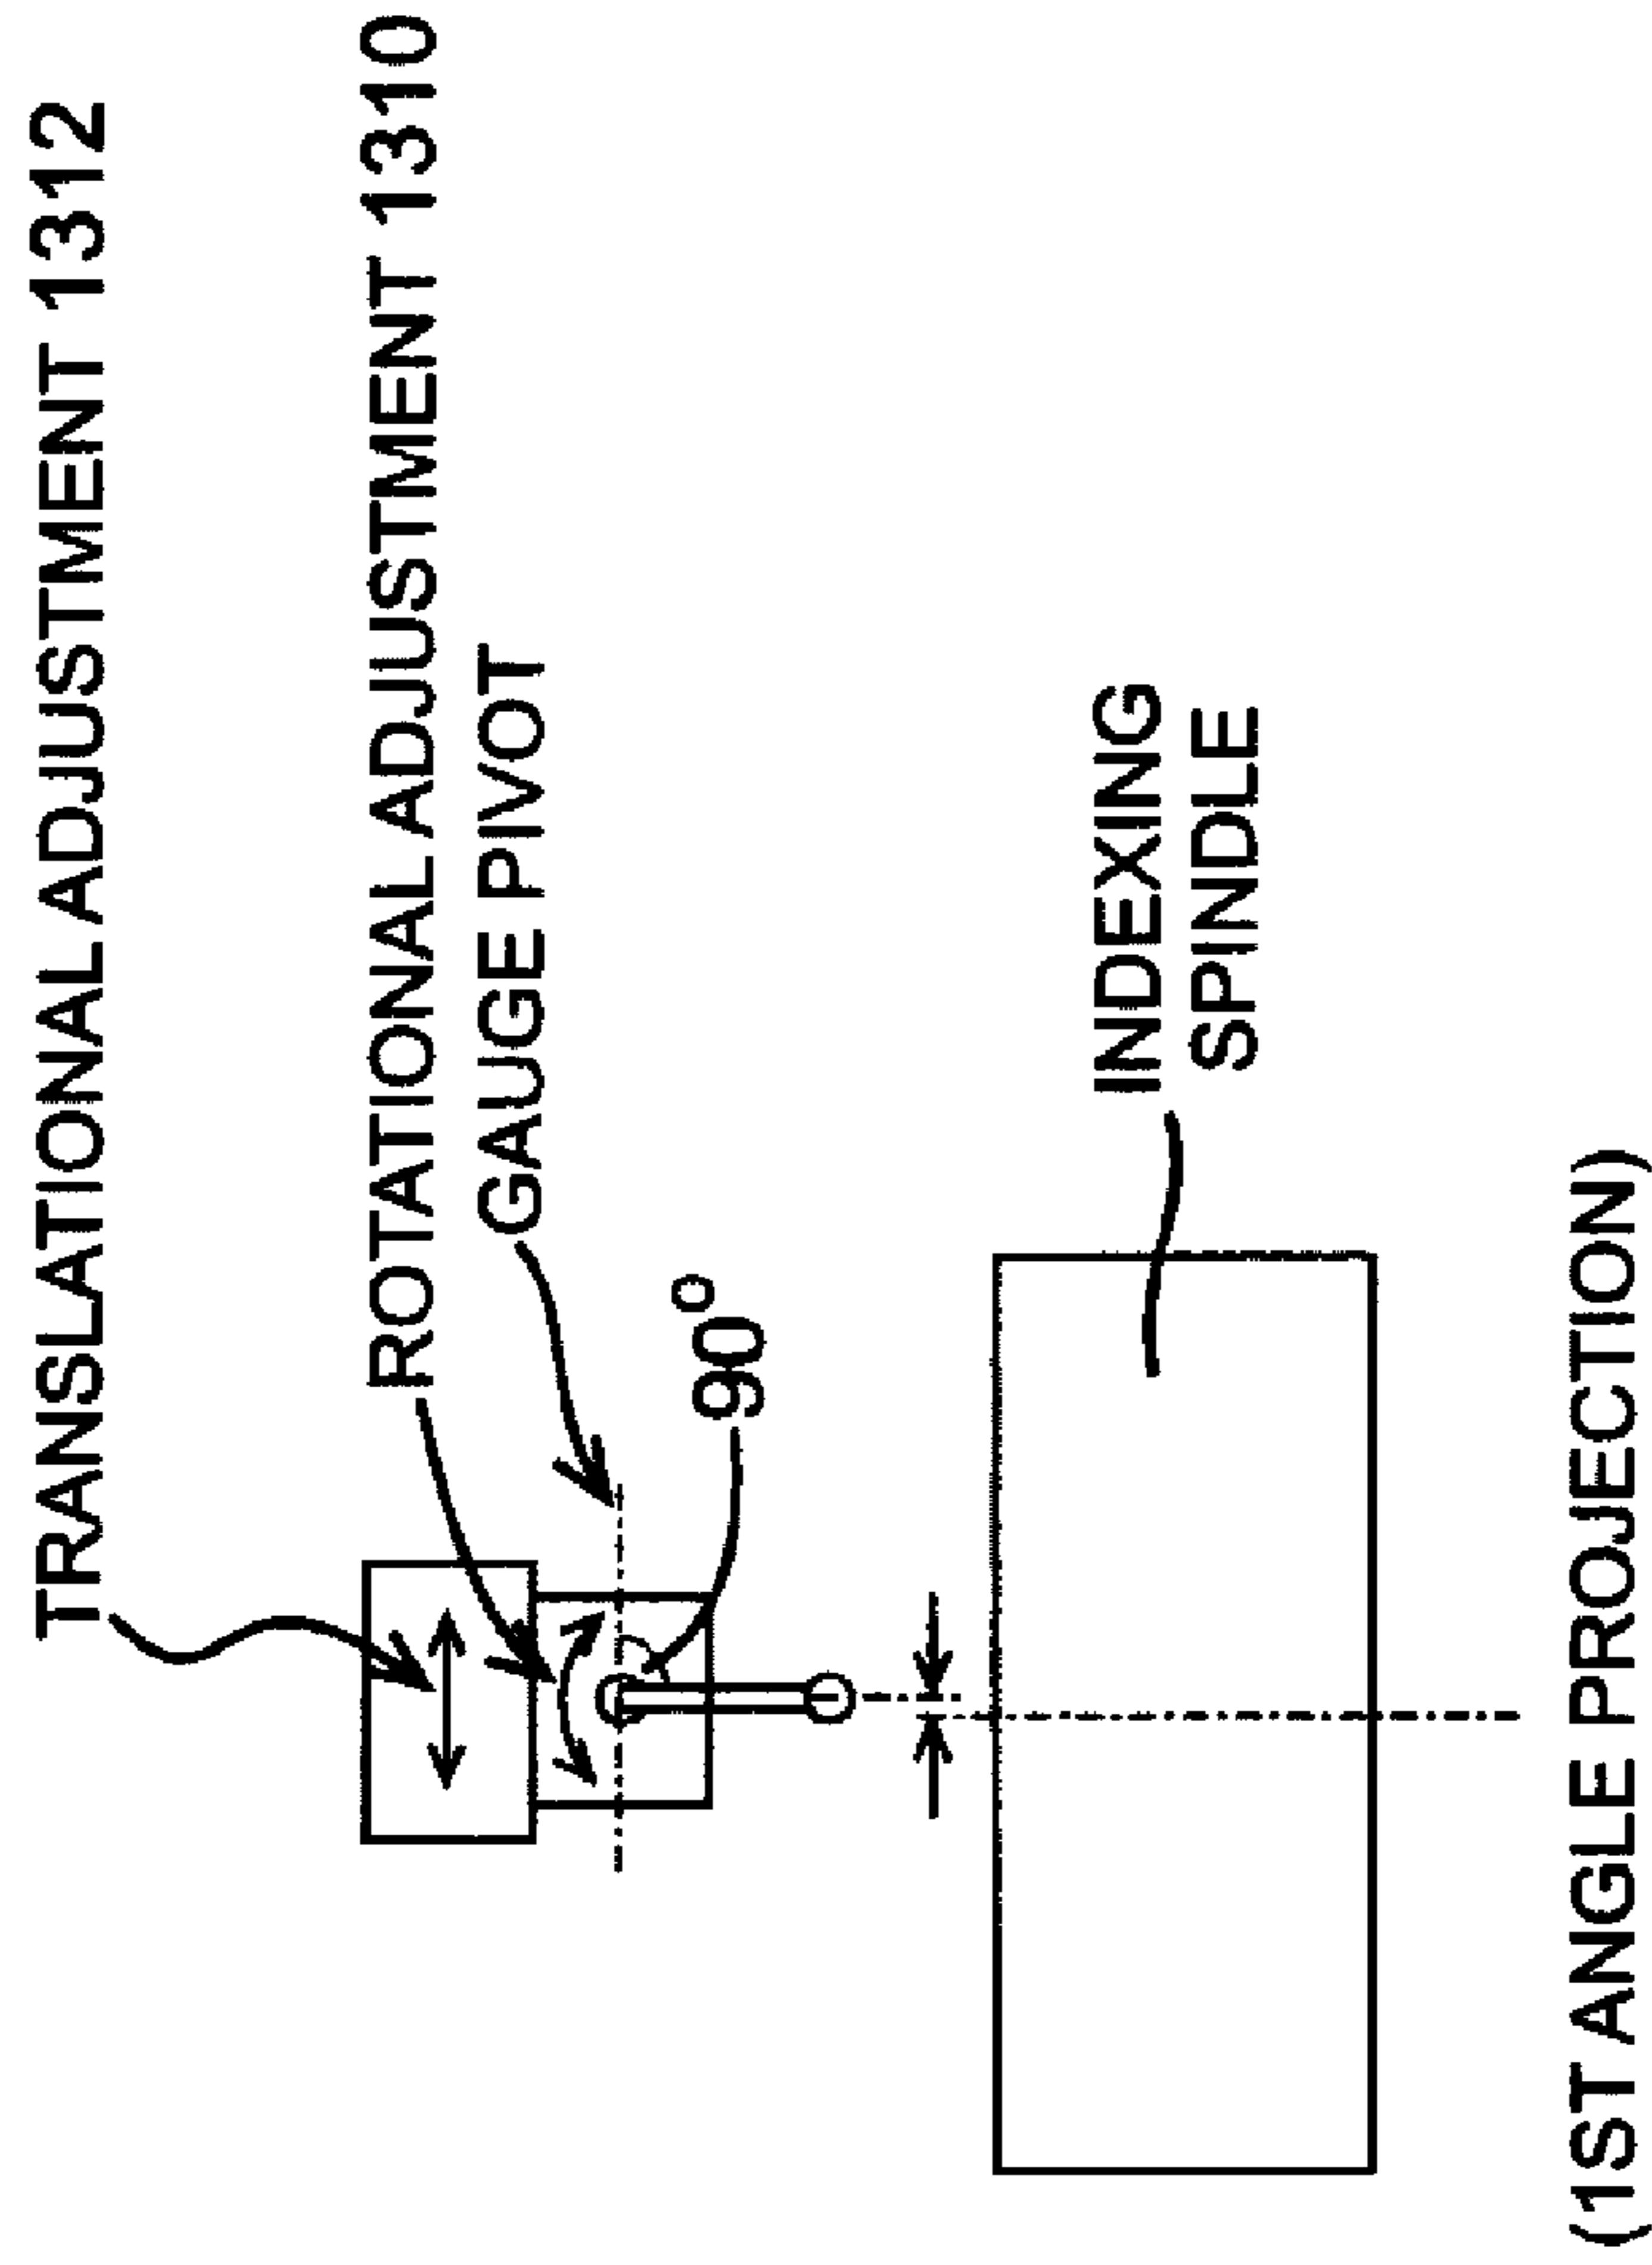 TRANSLATIONAL ADJUSTMENT 1312
ROTATIONAL ADJUSTMENT 1310
GAUGE PIVOT
90°
INDEXING
SPINDLE
(1ST ANGLE PROJECTION)